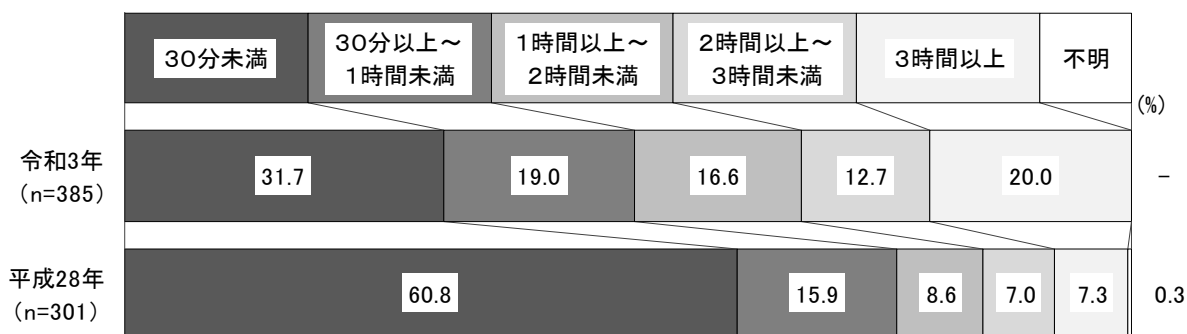 30分未満
30分以上～
1時間未満
1時間以上～
2時間未満
2時間以上～
3時間未満
3時間以上
不明
(%)
令和3年
(n=385)
31.7
19.0
16.6
12.7
20.0
–
平成28年
(n=301)
60.8
15.9
8.6
7.0
7.3
0.3